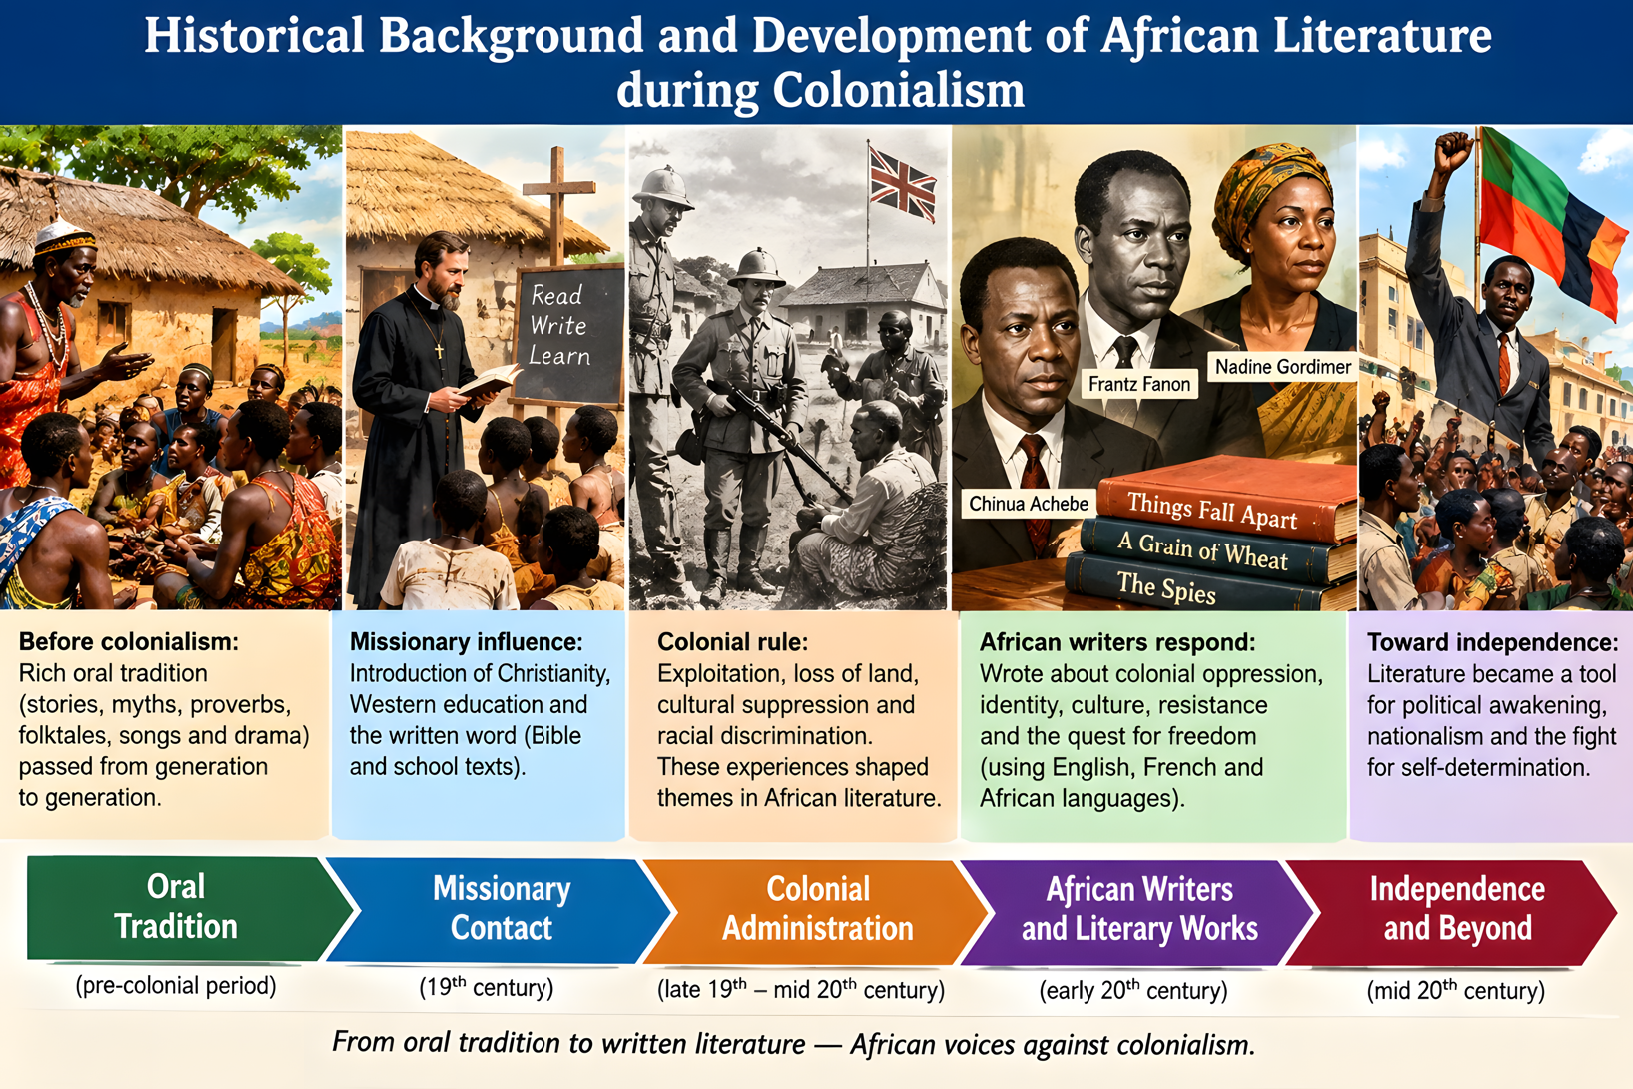 Historical Background and Development of African Literature
during Colonialism
Read
Write
Learn
Nadine Gordimer
Frantz Fanon
Chinua Achebe
Things Fall Apart
A Grain of Wheat
The Spies
Before colonialism:
Rich oral tradition
(stories, myths, proverbs,
folktales, songs and drama)
passed from generation
to generation.
Missionary influence:
Introduction of Christianity,
Western education and
the written word (Bible
and school texts).
Colonial rule:
Exploitation, loss of land,
cultural suppression and
racial discrimination.
These experiences shaped
themes in African literature.
African writers respond:
Wrote about colonial oppression,
identity, culture, resistance
and the quest for freedom
(using English, French and
African languages).
Toward independence:
Literature became a tool
for political awakening,
nationalism and the fight
for self-determination.
Oral
Tradition
(pre-colonial period)
Missionary
Contact
(19th century)
Colonial
Administration
(late 19th – mid 20th century)
African Writers
and Literary Works
(early 20th century)
Independence
and Beyond
(mid 20th century)
From oral tradition to written literature — African voices against colonialism.